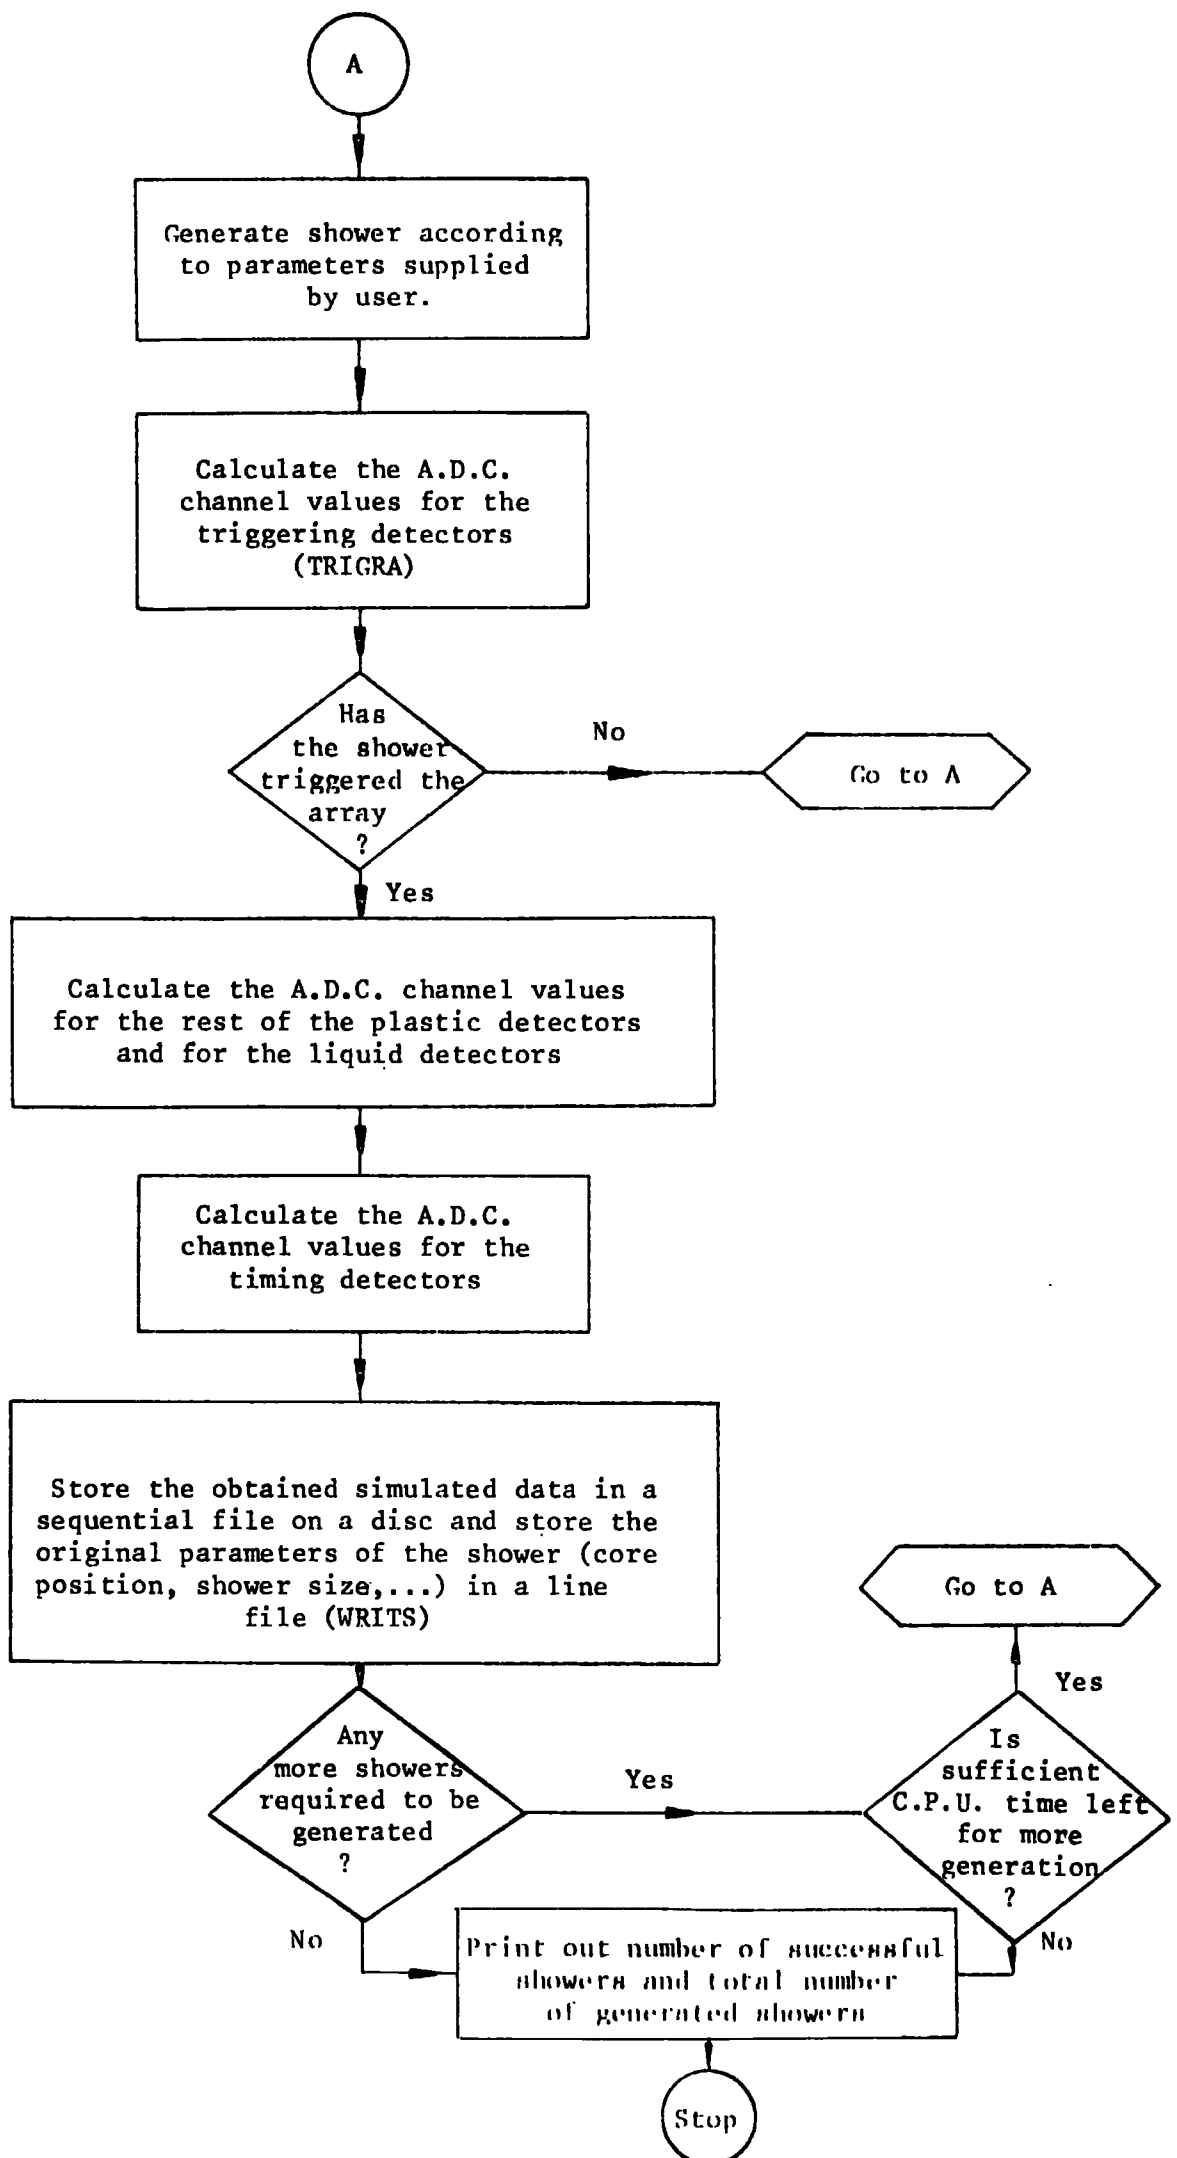 A
Generate shower according
to parameters supplied
by user.
Calculate the A.D.C.
channel values for the
triggering detectors
(TRIGRA)
Has
the shower
triggered the
array
?
No
Go to A
Yes
Calculate the A.D.C. channel values
for the rest of the plastic detectors
and for the liquid detectors
Calculate the A.D.C.
channel values for the
timing detectors
Store the obtained simulated data in a
sequential file on a disc and store the
original parameters of the shower (core
position, shower size,...) in a line
file (WRITS)
Go to A
Yes
Any
more showers
required to be
generated
?
Yes
Is
sufficient
C.P.U. time left
for more
generation
?
No
No
Print out number of successful
showers and total number
of generated showers
Stop